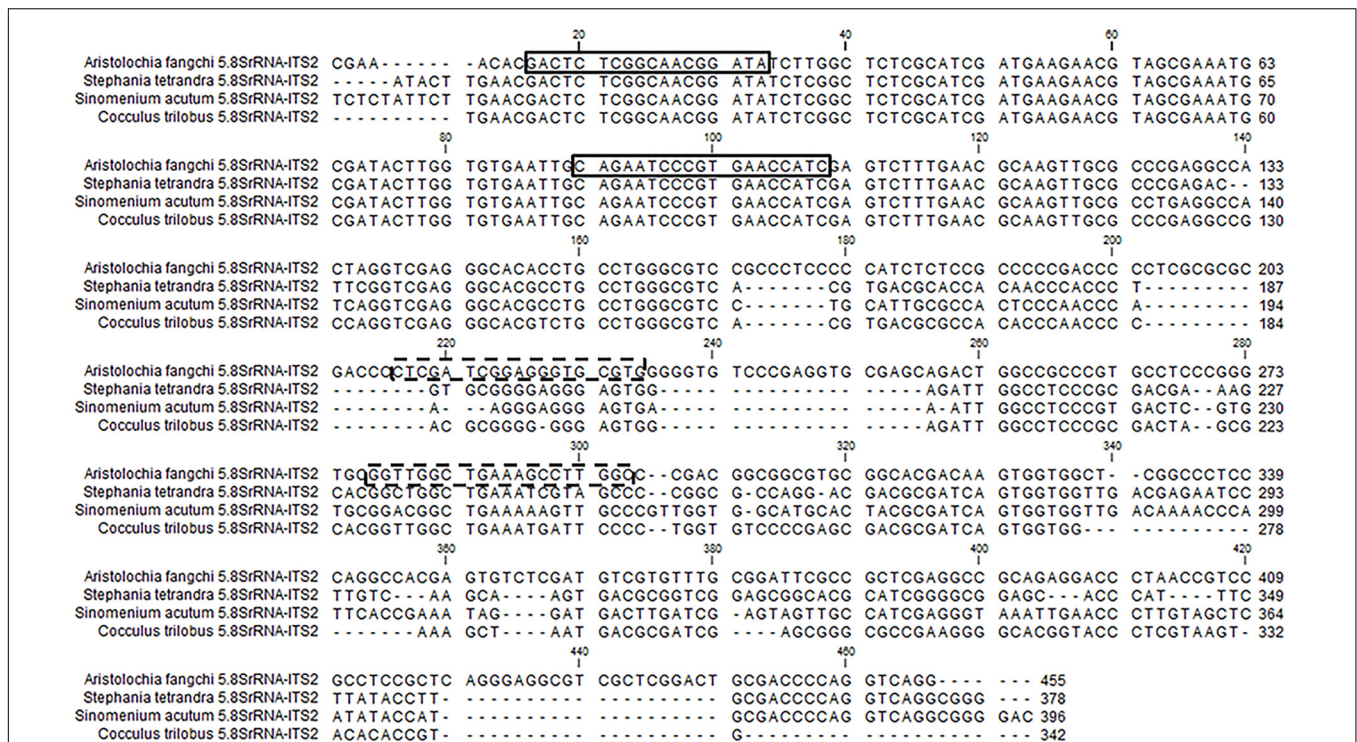 20 40 60
Aristolochia fangchi 5.8SrRNA-ITS2 CGAA------ -ACACGACTC TCGGCAACGG ATATCTTGGC TCTCGCATCG ATGAAGAACG TAGCGAAATG 63
Stephania tetrandra 5.8SrRNA-ITS2 -----ATACT TGAACGACTC TCGGCAACGG ATATCTCGGC TCTCGCATCG ATGAAGAACG TAGCGAAATG 65
Sinomenium acutum 5.8SrRNA-ITS2 TCTCTATTCT TGAACGACTC TCGGCAACGG ATATCTCGGC TCTCGCATCG ATGAAGAACG TAGCGAAATG 70
Cocculus trilobus 5.8SrRNA-ITS2 ---------- TGAACGACTC TCGGCAACGG ATATCTCGGC TCTCGCATCG ATGAAGAACG TAGCGAAATG 60
80 100 120 140
Aristolochia fangchi 5.8SrRNA-ITS2 CGATACTTGG TGTGAATTGC AGAATCCCGT GAACCATCGA GTCTTTGAAC GCAAGTTGCG CCCGAGGCCA 133
Stephania tetrandra 5.8SrRNA-ITS2 CGATACTTGG TGTGAATTGC AGAATCCCGT GAACCATCGA GTCTTTGAAC GCAAGTTGCG CCCGAGAC-- 133
Sinomenium acutum 5.8SrRNA-ITS2 CGATACTTGG TGTGAATTGC AGAATCCCGT GAACCATCGA GTCTTTGAAC GCAAGTTGCG CCTGAGGCCA 140
Cocculus trilobus 5.8SrRNA-ITS2 CGATACTTGG TGTGAATTGC AGAATCCCGT GAACCATCGA GTCTTTGAAC GCAAGTTGCG CCCGAGGCCG 130
160 180 200
Aristolochia fangchi 5.8SrRNA-ITS2 CTAGGTCGAG GGCACACCTG CCTGGGCGTC CGCCCTCCCC CATCTCTCCG CCCCCGACCC CCTCGCGCGC 203
Stephania tetrandra 5.8SrRNA-ITS2 TTCGGTCGAG GGCACGCCTG CCTGGGCGTC A-------CG TGACGCACCA CAACCCACCC T--------- 187
Sinomenium acutum 5.8SrRNA-ITS2 TCAGGTCGAG GGCACGCCTG CCTGGGCGTC C-------TG CATTGCGCCA CTCCCAACCC A--------- 194
Cocculus trilobus 5.8SrRNA-ITS2 CCAGGTCGAG GGCACGTCTG CCTGGGCGTC A-------CG TGACGCGCCA CACCCAACCC C--------- 184
220 240 260 280
Aristolochia fangchi 5.8SrRNA-ITS2 GACCCCTCGA TCGGAGGGTG CGTGGGGGTG TCCCGAGGTG CGAGCAGACT GGCCGCCCGT GCCTCCCGGG 273
Stephania tetrandra 5.8SrRNA-ITS2 --------GT GCGGGGAGGG AGTGG----- ---------- ------AGATT GGCCTCCCGC GCACGA-AAG 227
Sinomenium acutum 5.8SrRNA-ITS2 --------A- -AGGGAGGG AGTGA----- ---------- ------A-ATT GGCCTCCCGT GACTC--GTG 230
Cocculus trilobus 5.8SrRNA-ITS2 --------AC GCGGGG-GGG AGTGG----- ---------- ------AGATT GGCCTCCCGC GACTA--GCG 223
300 320 340
Aristolochia fangchi 5.8SrRNA-ITS2 TGCGGTTGGC TGAAAGCCTT GGCC--CGAC GGCGGCGTGC GGCACGACAA GTGGTGGCT- -CGGCCCTCC 339
Stephania tetrandra 5.8SrRNA-ITS2 CACGGCTGGC TGAAATCGTA GCCC--CGGC G-CCAGG-AC GACGCGATCA GTGGTGGTTG ACGAGAATCC 293
Sinomenium acutum 5.8SrRNA-ITS2 TGCGGACGGC TGAAAAAGTT GCCCGTTGGT G-GCATGCAC TACGCGATCA GTGGTGGTTG ACAAAACCCA 299
Cocculus trilobus 5.8SrRNA-ITS2 CACGGTTGGC TGAAATGATT CCCC--TGGT GTCCCCGAGC GACGCGATCA GTGGTGG--- ---------- 278
360 380 400 420
Aristolochia fangchi 5.8SrRNA-ITS2 CAGGCCACGA GTGTCTCGAT GTCGTGTTTG CGGATTCGCC GCTCGAGGCC GCAGAGGACC CTAACCGTCC 409
Stephania tetrandra 5.8SrRNA-ITS2 TTGTC---AA GCA----AGT GACGCGGTCG GAGCGGCACG CATCGGGGCG GAGC---ACC CAT----TTC 349
Sinomenium acutum 5.8SrRNA-ITS2 TTCACCGAAA TAG----GAT GACTTGATCG -AGTAGTTGC CATCGAGGGT AAATTGAACC CTTGTAGCTC 364
Cocculus trilobus 5.8SrRNA-ITS2 -------AAA GCT----AAT GACGCGATCG ----AGCGGG CGCCGAAGGG GCACGGTACC CTCGTAAGT- 332
440 460
Aristolochia fangchi 5.8SrRNA-ITS2 GCCTCCGCTC AGGGAGGCGT CGCTCGGACT GCGACCCCAG GTCAGG---- --- 455
Stephania tetrandra 5.8SrRNA-ITS2 TTATACCTT- ---------- ---------- GCGACCCCAG GTCAGGCGGG --- 378
Sinomenium acutum 5.8SrRNA-ITS2 ATATACCAT- ---------- ---------- GCGACCCCAG GTCAGGCGGG GAC 396
Cocculus trilobus 5.8SrRNA-ITS2 ACACACCGT- ---------- ---------- G--------- ---------- --- 342